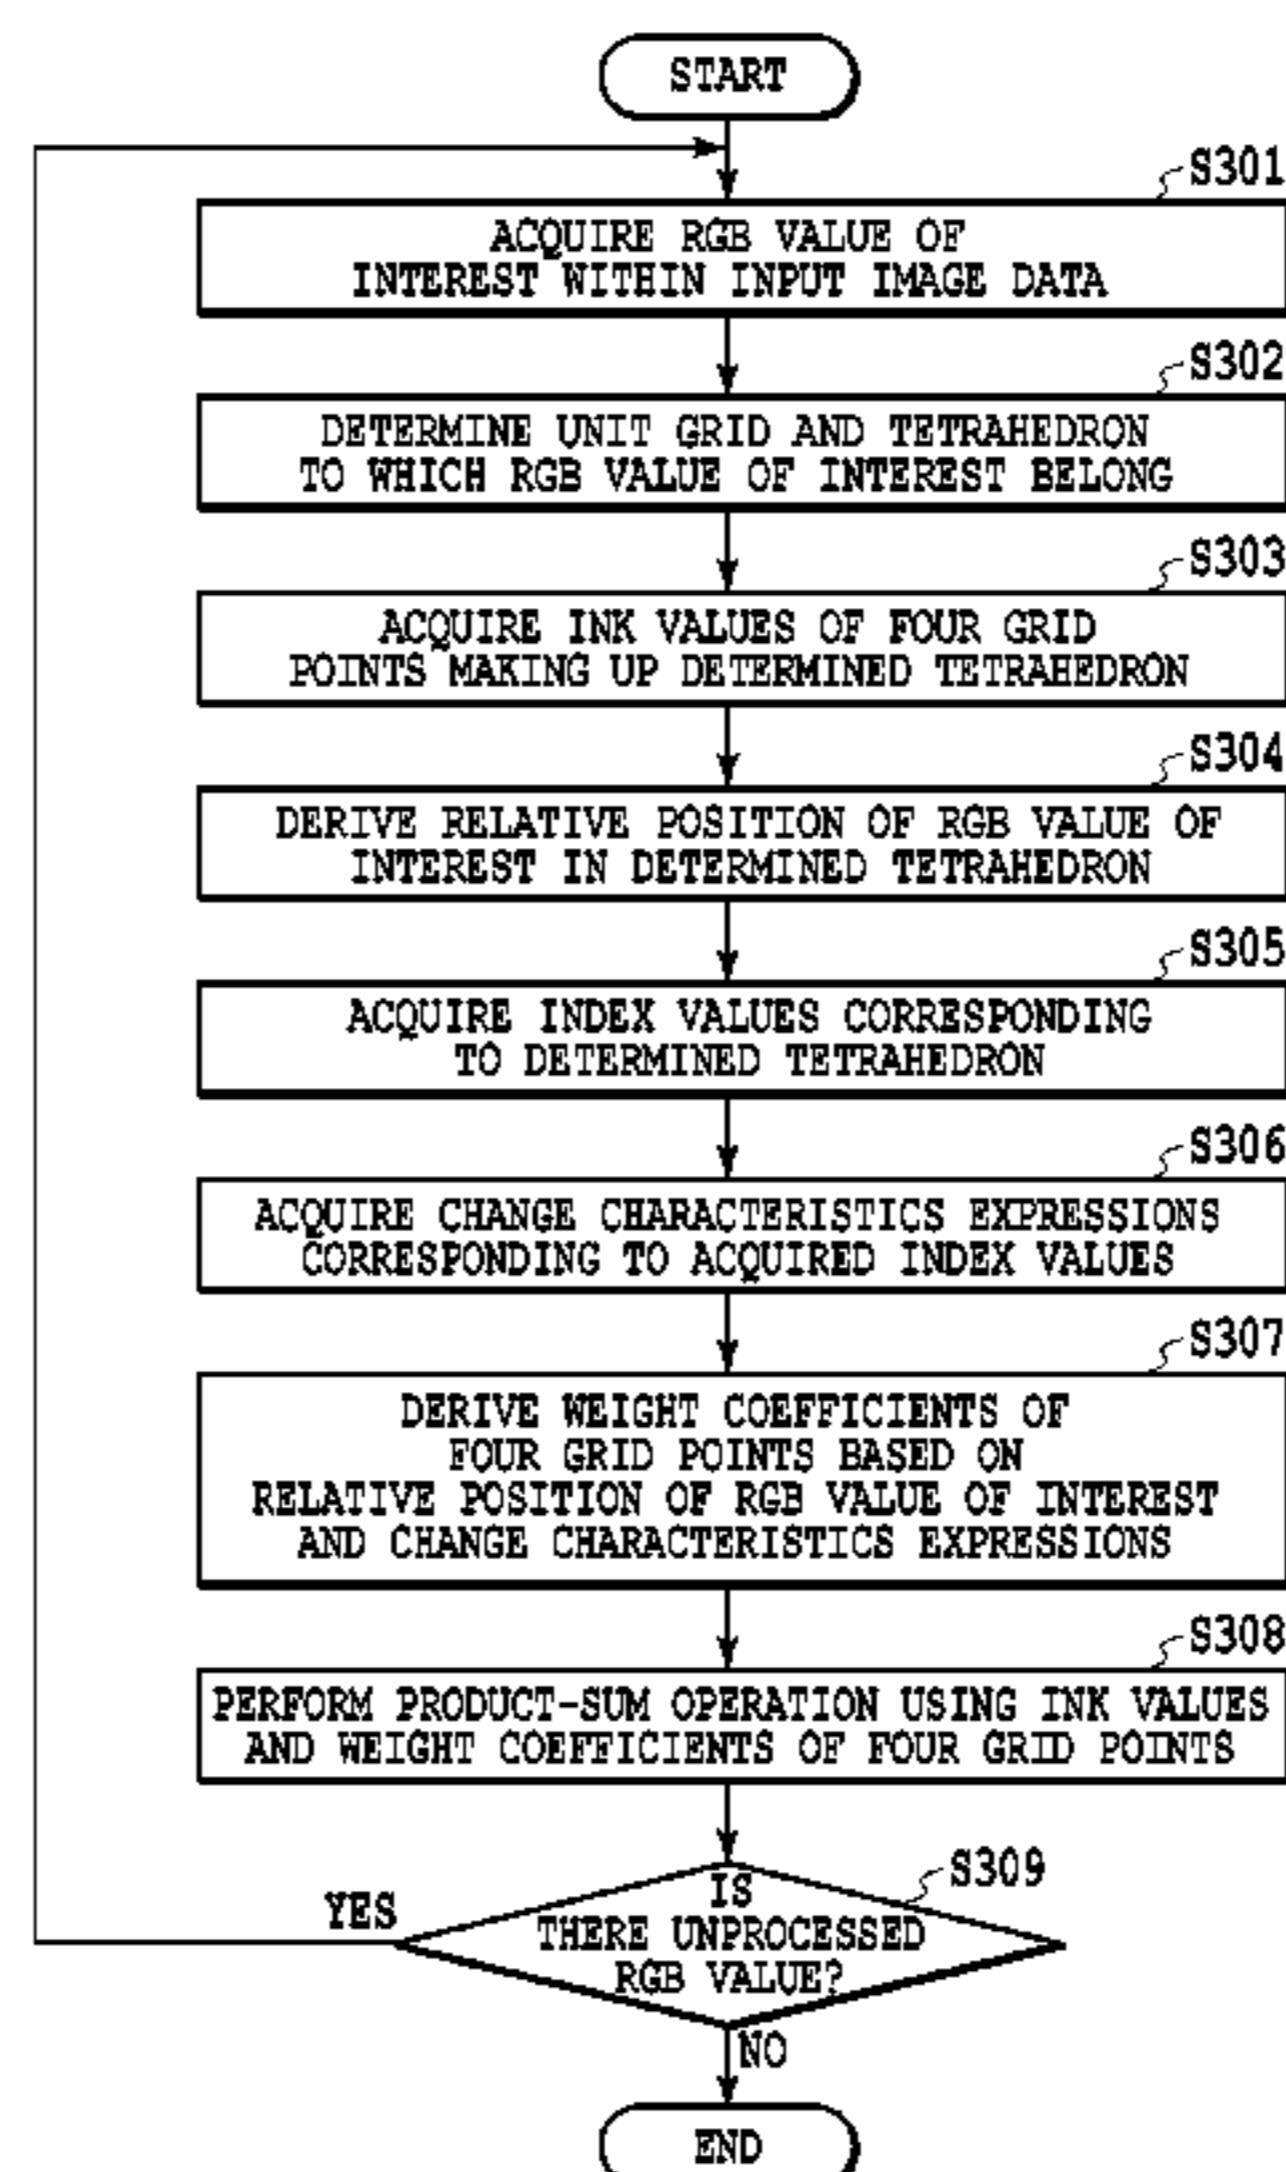 START
S301
ACQUIRE RGB VALUE OF
INTEREST WITHIN INPUT IMAGE DATA
S302
DETERMINE UNIT GRID AND TETRAHEDRON
TO WHICH RGB VALUE OF INTEREST BELONG
S303
ACQUIRE INK VALUES OF FOUR GRID
POINTS MAKING UP DETERMINED TETRAHEDRON
S304
DERIVE RELATIVE POSITION OF RGB VALUE OF
INTEREST IN DETERMINED TETRAHEDRON
S305
ACQUIRE INDEX VALUES CORRESPONDING
TO DETERMINED TETRAHEDRON
S306
ACQUIRE CHANGE CHARACTERISTICS EXPRESSIONS
CORRESPONDING TO ACQUIRED INDEX VALUES
S307
DERIVE WEIGHT COEFFICIENTS OF
FOUR GRID POINTS BASED ON
RELATIVE POSITION OF RGB VALUE OF INTEREST
AND CHANGE CHARACTERISTICS EXPRESSIONS
S308
PERFORM PRODUCT-SUM OPERATION USING INK VALUES
AND WEIGHT COEFFICIENTS OF FOUR GRID POINTS
S309
IS
THERE UNPROCESSED
RGB VALUE?
YES
NO
END